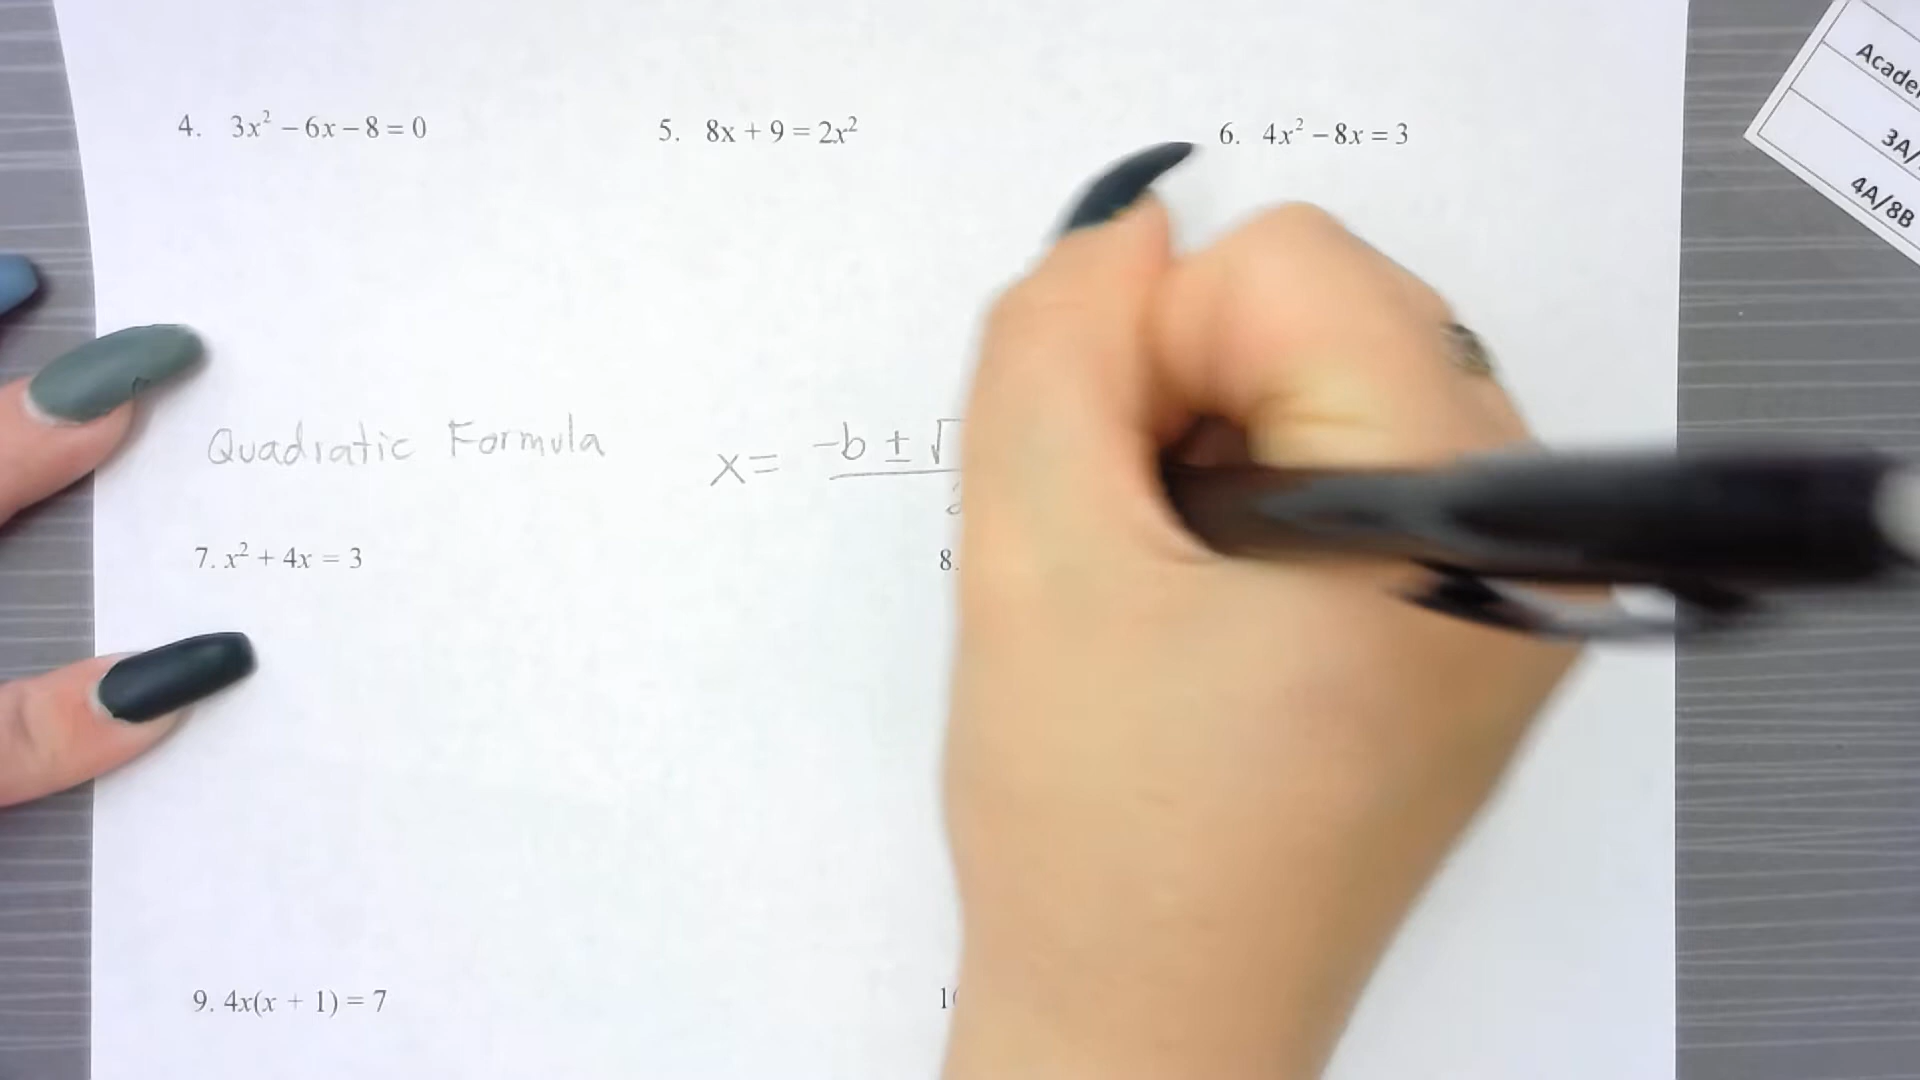 4. 3x² − 6x − 8 = 0
5. 8x + 9 = 2x²
6. 4x² − 8x = 3
Quadratic Formula
x = -b ± √
7. x² + 4x = 3
8.
9. 4x(x + 1) = 7
3A/
4A/8B